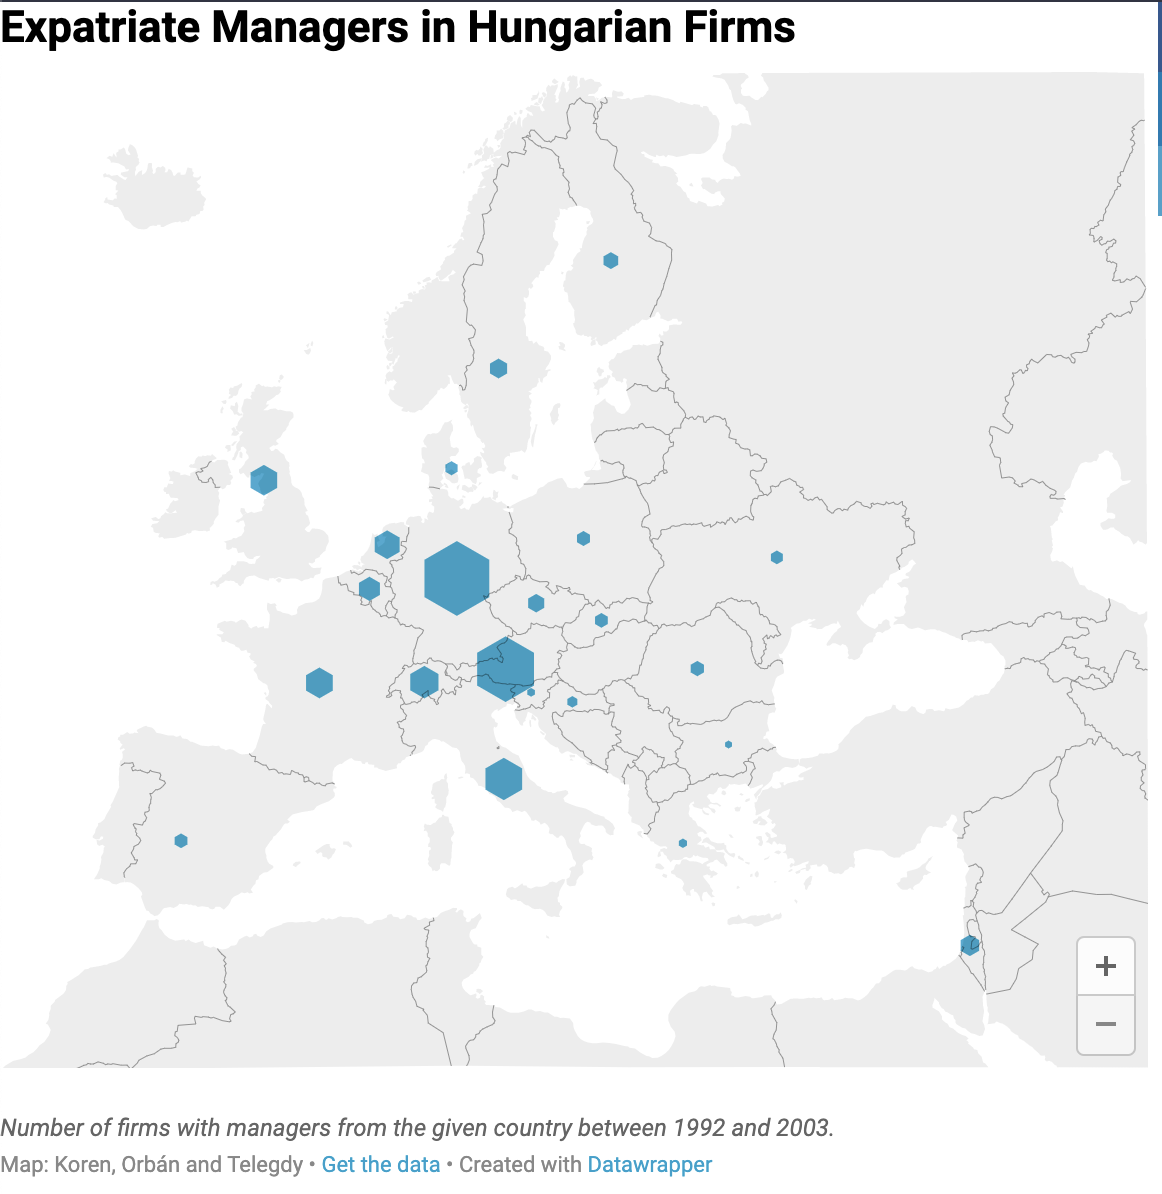 Expatriate Managers in Hungarian Firms
+
−
Number of firms with managers from the given country between 1992 and 2003.
Map: Koren, Orbán and Telegdy • Get the data • Created with Datawrapper